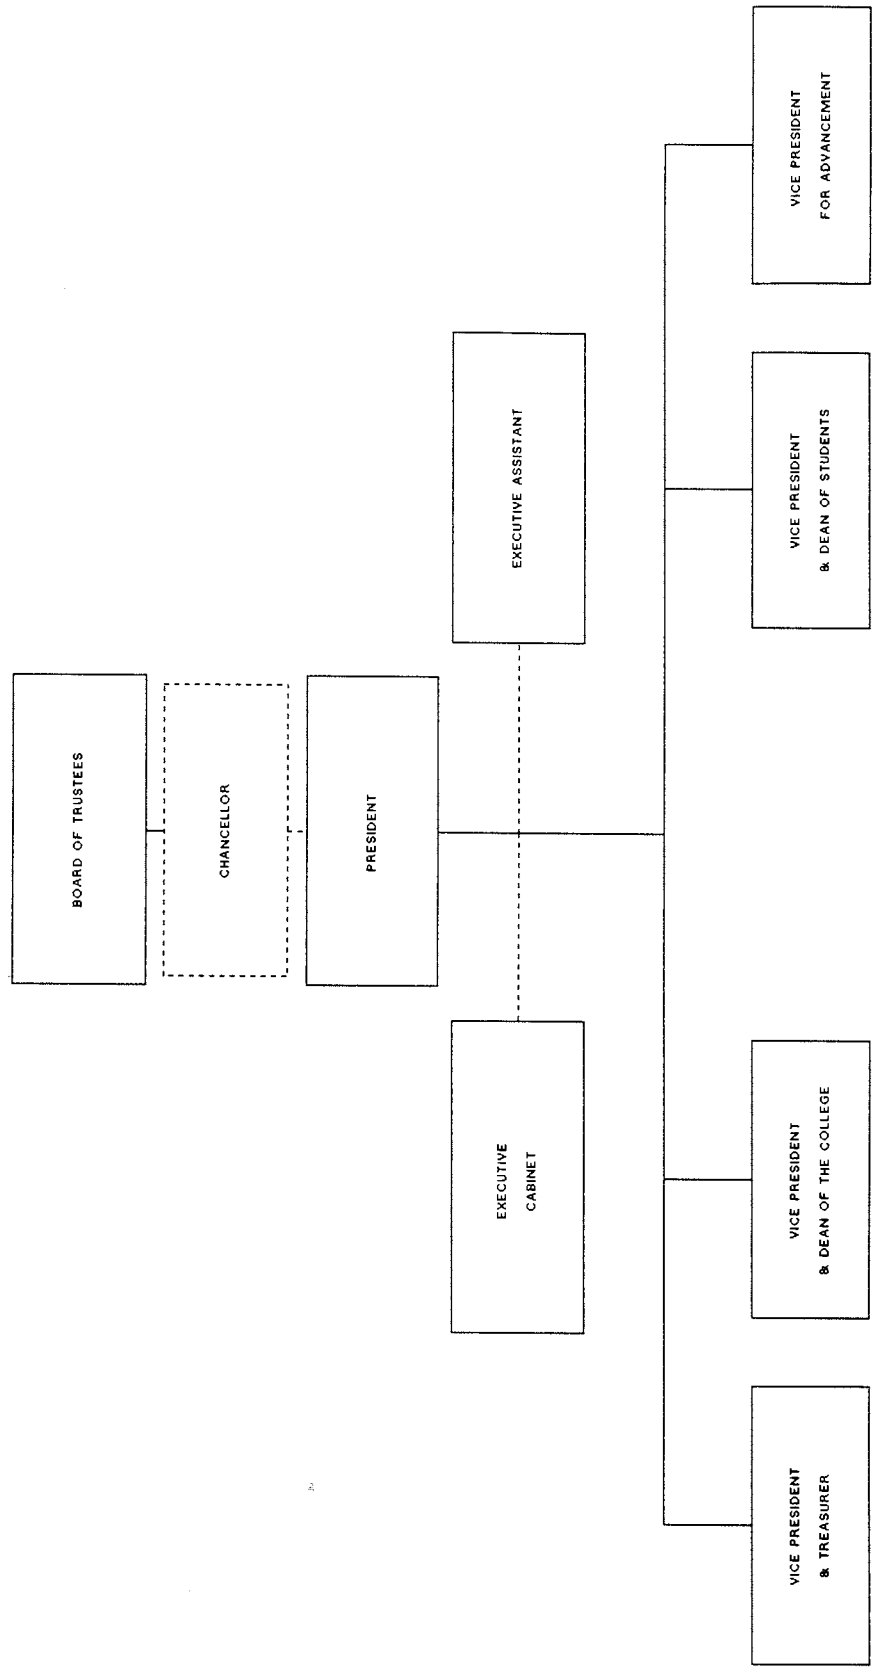 BOARD OF TRUSTEES
CHANCELLOR
PRESIDENT
EXECUTIVE
CABINET
EXECUTIVE ASSISTANT
VICE PRESIDENT
& TREASURER
VICE PRESIDENT
& DEAN OF THE COLLEGE
VICE PRESIDENT
& DEAN OF STUDENTS
VICE PRESIDENT
FOR ADVANCEMENT